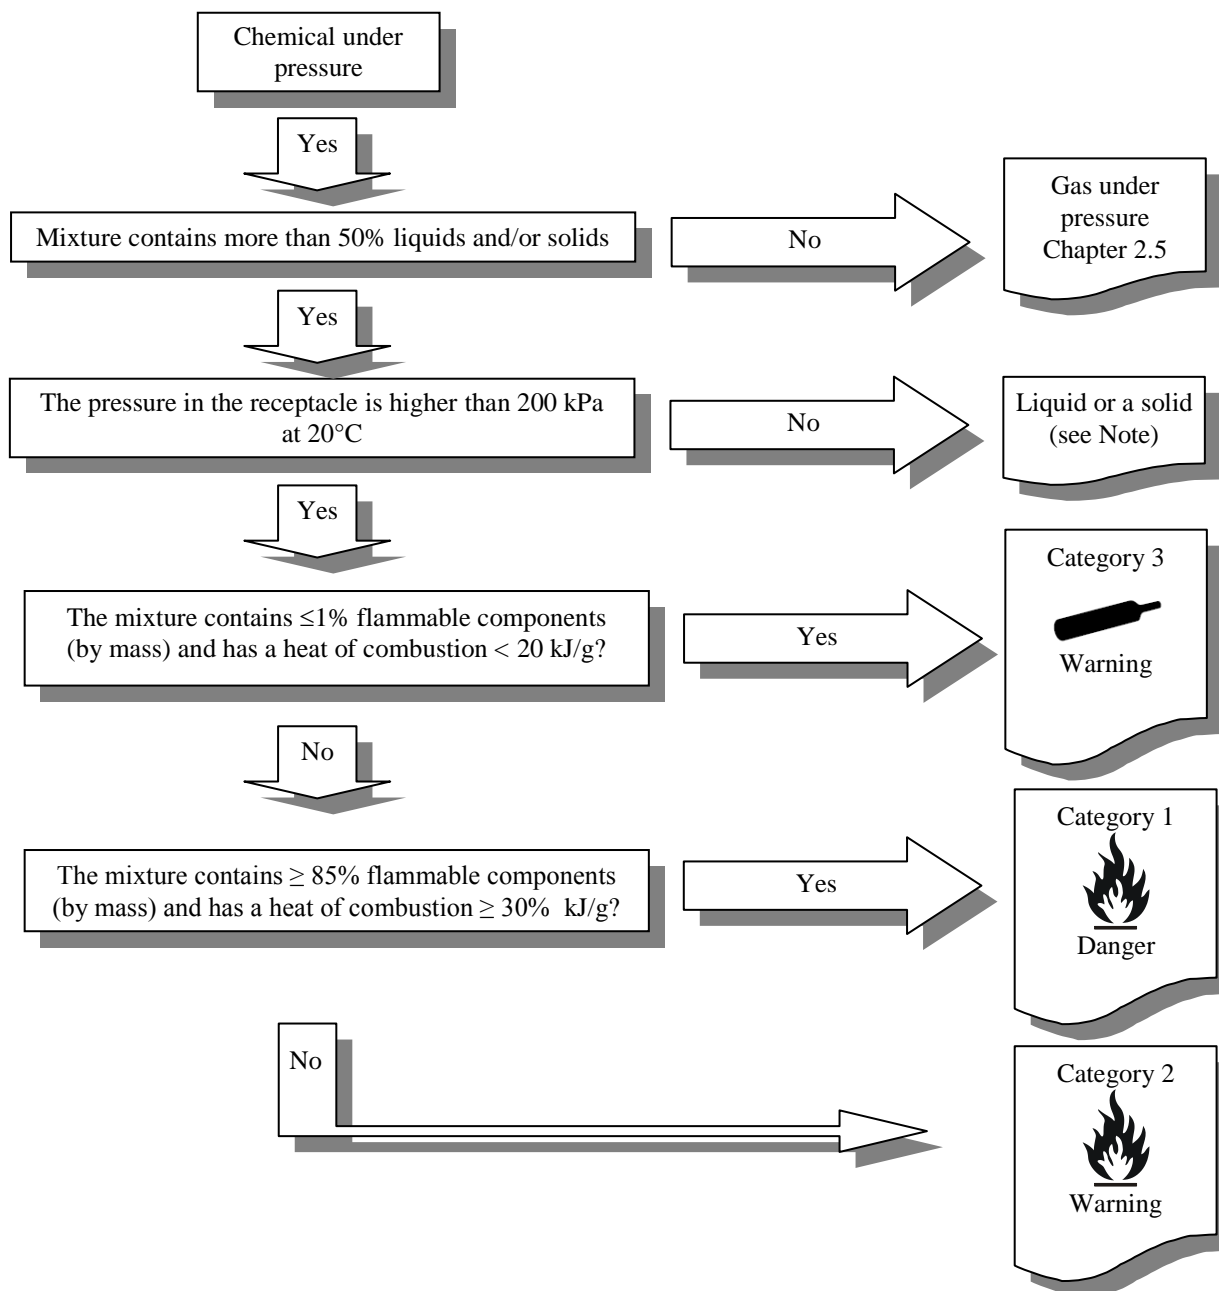 Chemical under
pressure
Yes
Mixture contains more than 50% liquids and/or solids
No
Gas under
pressure
Chapter 2.5
Yes
The pressure in the receptacle is higher than 200 kPa
at 20°C
No
Liquid or a solid
(see Note)
Yes
The mixture contains ≤1% flammable components
(by mass) and has a heat of combustion < 20 kJ/g?
Yes
Category 3
Warning
No
The mixture contains ≥ 85% flammable components
(by mass) and has a heat of combustion ≥ 30% kJ/g?
Yes
Category 1
Danger
No
Category 2
Warning